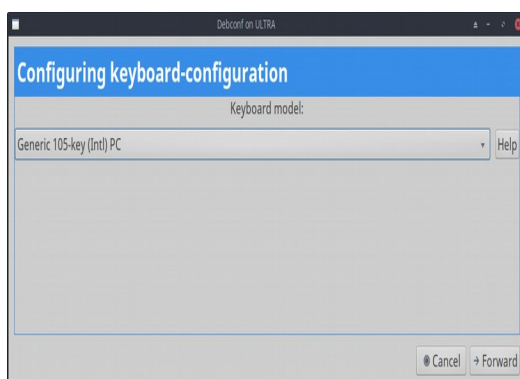 Debconf on ULTRA
Configuring keyboard-configuration
Keyboard model:
Generic 105-key (Intl) PC
Help
Cancel
Forward